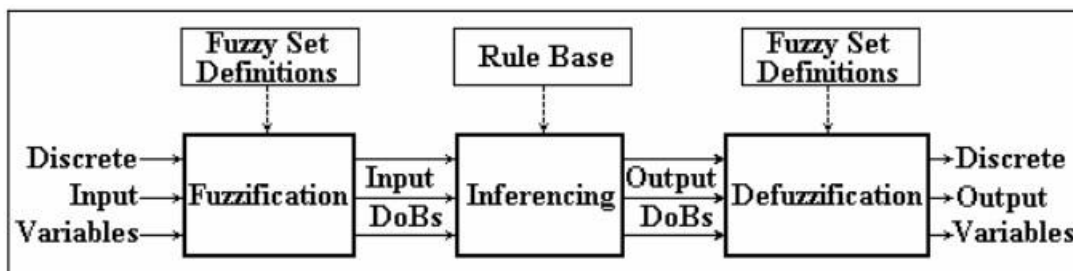 Fuzzy Set
Definitions
Rule Base
Fuzzy Set
Definitions
Discrete
Input
Variables
Fuzzification
Input
DoBs
Inferencing
Output
DoBs
Defuzzification
Discrete
Output
Variables